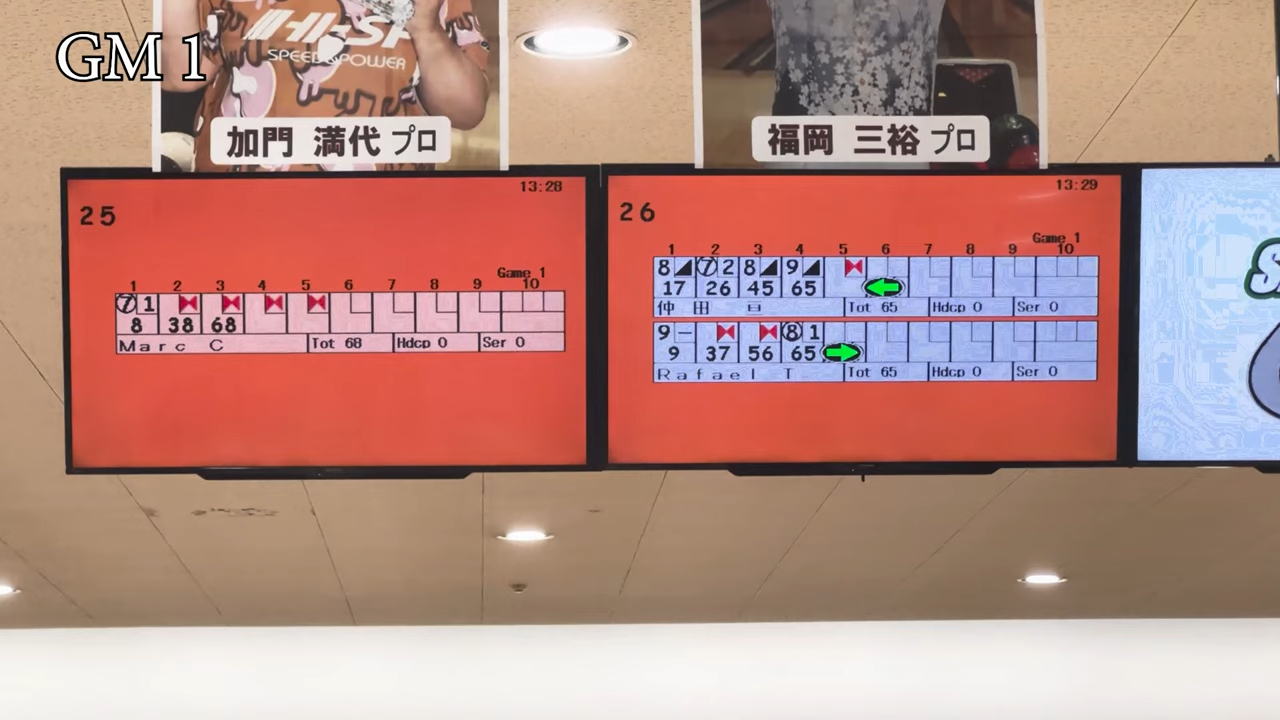 GM 1
HI-SP
SPEED&POWER
加門 満代 プロ
福岡 三裕 プロ
13:28
25
Game 1
1 2 3 4 5 6 7 8 9 10
⑦ 1
8 38 68
Marc C Tot 68 Hdcp 0 Ser 0
13:29
26
Game 1
1 2 3 4 5 6 7 8 9 10
8 ⑦ 2 8 9
17 26 45 65
仲田 Tot 65 Hdcp 0 Ser 0
9 - ⑧ 1
9 37 56 65
Rafael T Tot 65 Hdcp 0 Ser 0